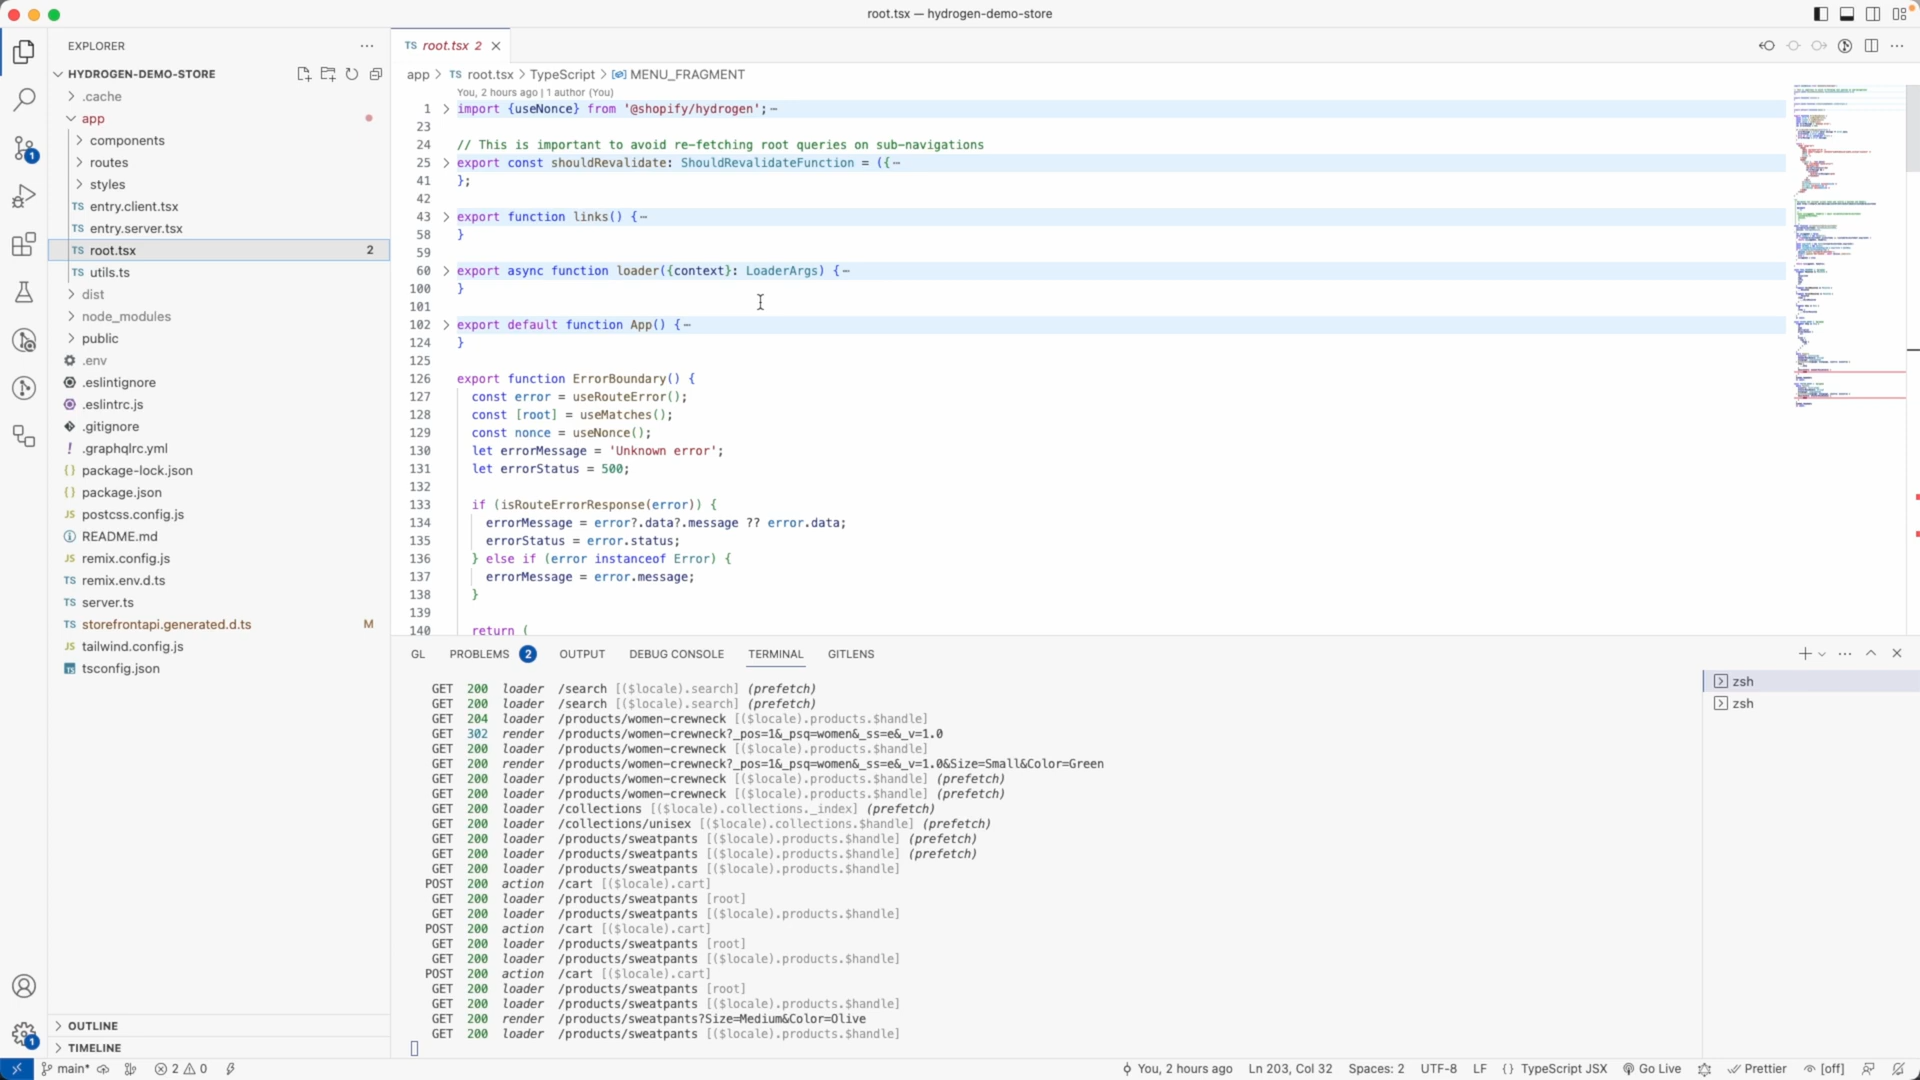 root.tsx — hydrogen-demo-store
EXPLORER
HYDROGEN-DEMO-STORE
.cache
app
components
routes
styles
TS entry.client.tsx
TS entry.server.tsx
TS root.tsx 2
TS utils.ts
dist
node_modules
public
.env
.eslintignore
.eslintrc.js
.gitignore
! .graphqlrc.yml
{} package-lock.json
{} package.json
JS postcss.config.js
README.md
JS remix.config.js
TS remix.env.d.ts
TS server.ts
TS storefrontapi.generated.d.ts M
JS tailwind.config.js
TS tsconfig.json
OUTLINE
TIMELINE
1
1
TS root.tsx 2
app > TS root.tsx > TypeScript > MENU_FRAGMENT
You, 2 hours ago | 1 author (You)
1 import {useNonce} from '@shopify/hydrogen';
23
24 // This is important to avoid re-fetching root queries on sub-navigations
25 export const shouldRevalidate: ShouldRevalidateFunction = ({
41 };
42
43 export function links() {
58 }
59
60 export async function loader({context}: LoaderArgs) {
100 }
101
102 export default function App() {
124 }
125
126 export function ErrorBoundary() {
127 const error = useRouteError();
128 const [root] = useMatches();
129 const nonce = useNonce();
130 let errorMessage = 'Unknown error';
131 let errorStatus = 500;
132
133 if (isRouteErrorResponse(error)) {
134 errorMessage = error?.data?.message ?? error.data;
135 errorStatus = error.status;
136 } else if (error instanceof Error) {
137 errorMessage = error.message;
138 }
139
140 return (
GL PROBLEMS 2 OUTPUT DEBUG CONSOLE TERMINAL GITLENS
GET 200 loader /search [($locale).search] (prefetch)
GET 200 loader /search [($locale).search] (prefetch)
GET 204 loader /products/women-crewneck [($locale).products.$handle]
GET 302 render /products/women-crewneck?_pos=1&_psq=women&_ss=e&_v=1.0
GET 200 loader /products/women-crewneck [($locale).products.$handle]
GET 200 render /products/women-crewneck?_pos=1&_psq=women&_ss=e&_v=1.0&Size=Small&Color=Green
GET 200 loader /products/women-crewneck [($locale).products.$handle] (prefetch)
GET 200 loader /products/women-crewneck [($locale).products.$handle] (prefetch)
GET 200 loader /collections [($locale).collections._index] (prefetch)
GET 200 loader /collections/unisex [($locale).collections.$handle] (prefetch)
GET 200 loader /products/sweatpants [($locale).products.$handle] (prefetch)
GET 200 loader /products/sweatpants [($locale).products.$handle] (prefetch)
GET 200 loader /products/sweatpants [($locale).products.$handle]
POST 200 action /cart [($locale).cart]
GET 200 loader /products/sweatpants [root]
GET 200 loader /products/sweatpants [($locale).products.$handle]
POST 200 action /cart [($locale).cart]
GET 200 loader /products/sweatpants [root]
GET 200 loader /products/sweatpants [($locale).products.$handle]
POST 200 action /cart [($locale).cart]
GET 200 loader /products/sweatpants [root]
GET 200 loader /products/sweatpants [($locale).products.$handle]
GET 200 render /products/sweatpants?Size=Medium&Color=Olive
GET 200 loader /products/sweatpants [($locale).products.$handle]
zsh
zsh
main* 2 0 You, 2 hours ago Ln 203, Col 32 Spaces: 2 UTF-8 LF {} TypeScript JSX Go Live Prettier [off]